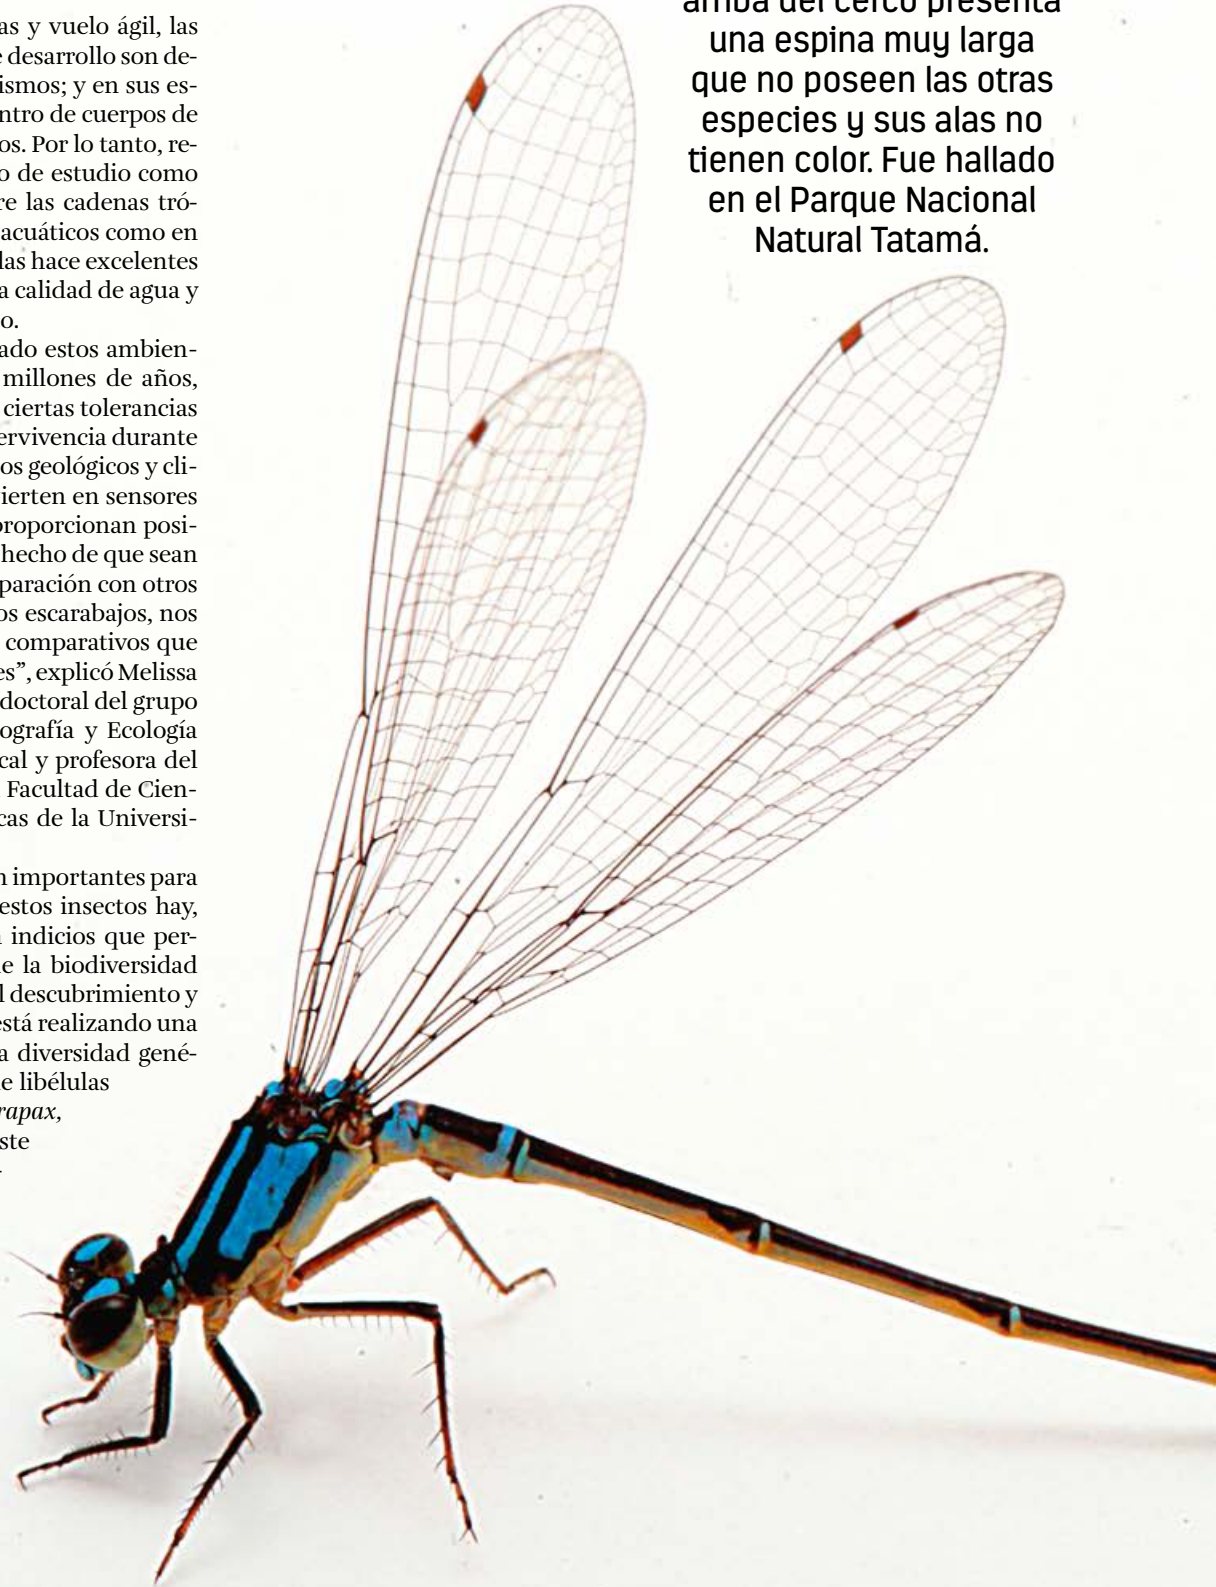 as y vuelo ágil, las
e desarrollo son de-
ismos; y en sus es-
ntro de cuerpos de
os. Por lo tanto, re-
o de estudio como
re las cadenas tró-
acuáticos como en
las hace excelentes
a calidad de agua y
o.
ado estos ambien-
millones de años,
ciertas tolerancias
ervivencia durante
os geológicos y cli-
ierten en sensores
proporcionan posi-
hecho de que sean
paración con otros
os escarabajos, nos
comparativos que
es”, explicó Melissa
doctoral del grupo
ografía y Ecología
cal y profesora del
Facultad de Cien-
cas de la Universi-
n importantes para
estos insectos hay,
n indicios que per-
e la biodiversidad
l descubrimiento y
está realizando una
a diversidad gené-
e libélulas
rapax,
ste
arriba del cerco presenta
una espina muy larga
que no poseen las otras
especies y sus alas no
tienen color. Fue hallado
en el Parque Nacional
Natural Tatamá.